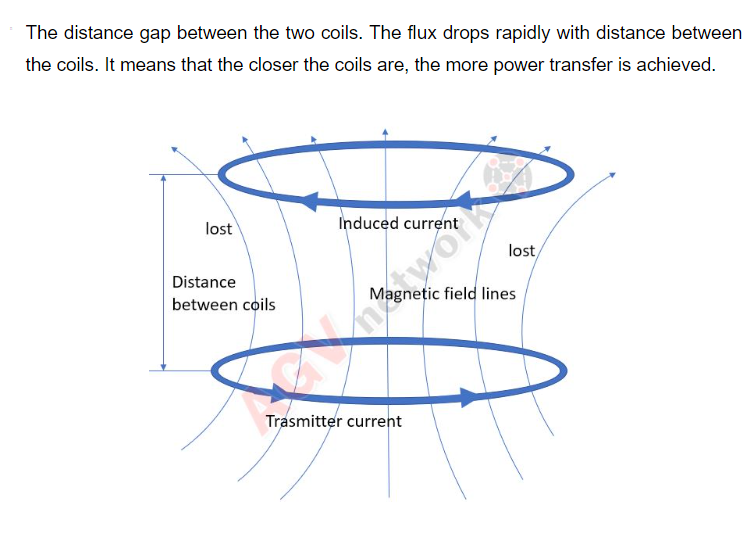 The distance gap between the two coils. The flux drops rapidly with distance between
the coils. It means that the closer the coils are, the more power transfer is achieved.
Induced current
lost
lost
Distance
between coils
Magnetic field lines
AGV network
Trasmitter current